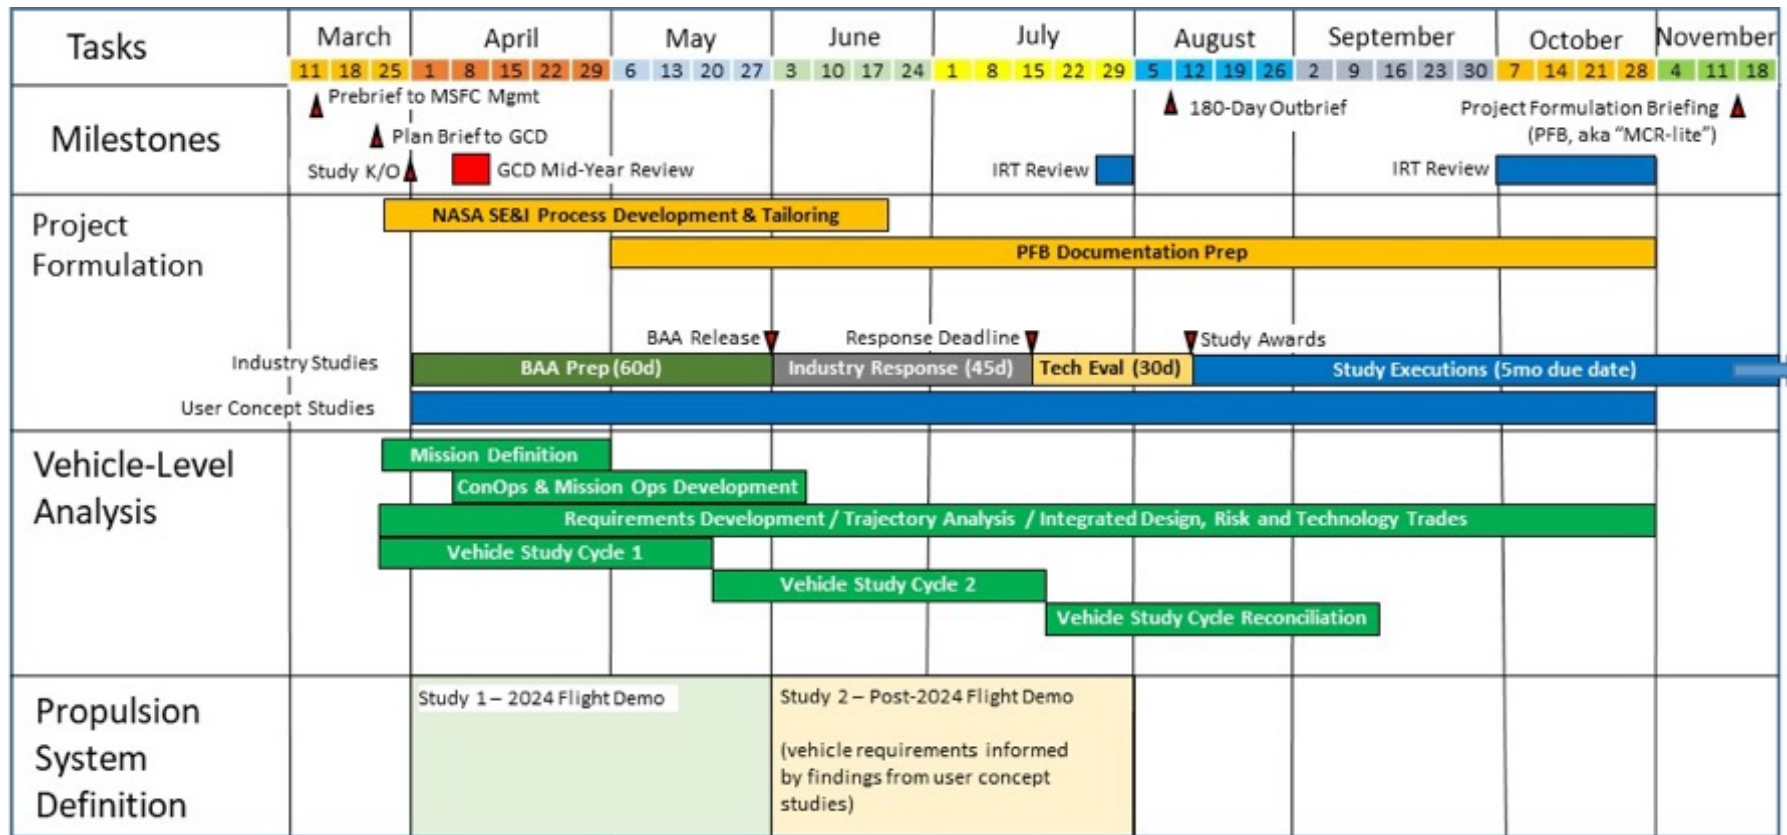 Tasks
March
April
May
June
July
August
September
October
November
11 18 25 1 8 15 22 29 6 13 20 27 3 10 17 24 1 8 15 22 29 5 12 19 26 2 9 16 23 30 7 14 21 28 4 11 18
Milestones
Prebrief to MSFC Mgmt
Plan Brief to GCD
Study K/O
GCD Mid-Year Review
IRT Review
180-Day Outbrief
IRT Review
Project Formulation Briefing
(PFB, aka “MCR-lite”)
Project
Formulation
NASA SE&I Process Development & Tailoring
PFB Documentation Prep
BAA Release
Response Deadline
Study Awards
Industry Studies
BAA Prep (60d)
Industry Response (45d)
Tech Eval (30d)
Study Executions (5mo due date)
User Concept Studies
Vehicle-Level
Analysis
Mission Definition
ConOps & Mission Ops Development
Requirements Development / Trajectory Analysis / Integrated Design, Risk and Technology Trades
Vehicle Study Cycle 1
Vehicle Study Cycle 2
Vehicle Study Cycle Reconciliation
Propulsion
System
Definition
Study 1 – 2024 Flight Demo
Study 2 – Post-2024 Flight Demo
(vehicle requirements informed
by findings from user concept
studies)